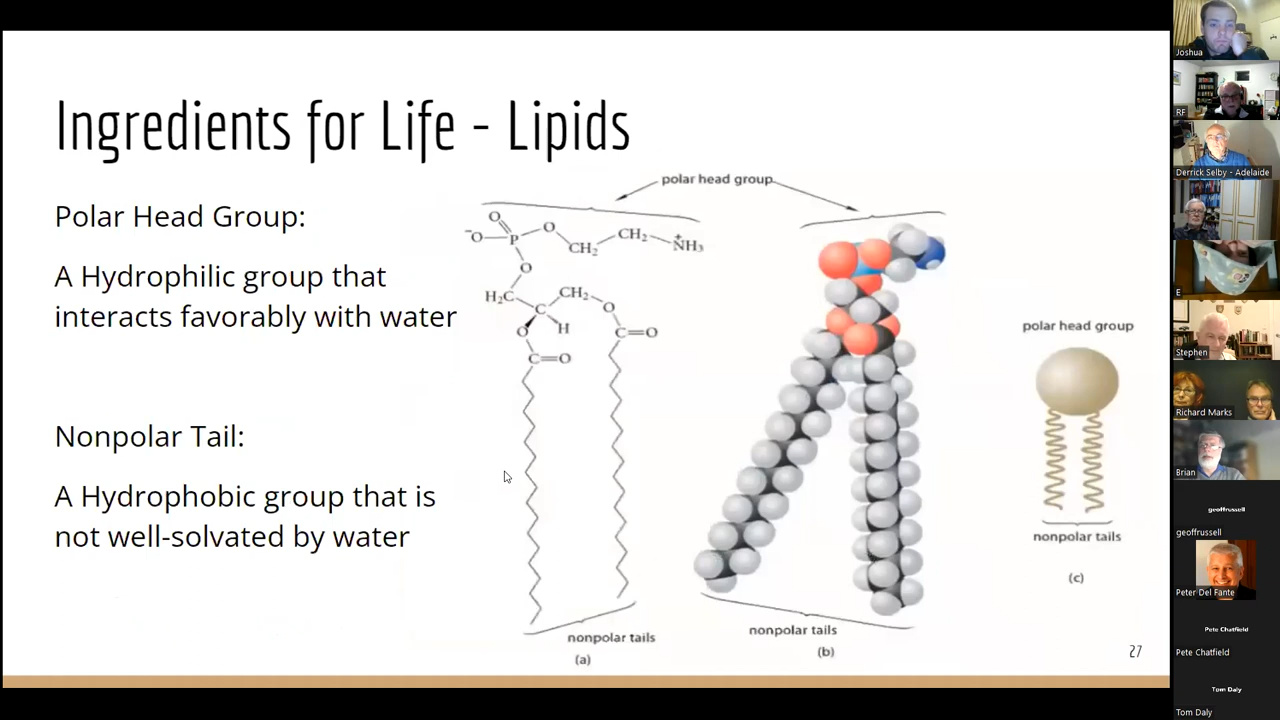 Ingredients for Life - Lipids
Polar Head Group:
A Hydrophilic group that
interacts favorably with water
Nonpolar Tail:
A Hydrophobic group that is
not well-solvated by water
polar head group
O
⁻O
P
O
CH₂
CH₂
⁺NH₃
O
H₂C
CH₂
O
C
H
O
C=O
C=O
nonpolar tails
(a)
nonpolar tails
(b)
polar head group
nonpolar tails
(c)
27
Joshua
RF
Derrick Selby - Adelaide
E
Stephen
Richard Marks
Brian
geoffrussell
geoffrussell
Peter Del Fante
Pete Chatfield
Pete Chatfield
Tom Daly
Tom Daly